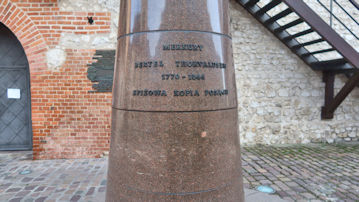 MERKURY
BERTEL THORVALDSEN
1770 - 1844
SPIŻOWA KOPIA POSĄGU